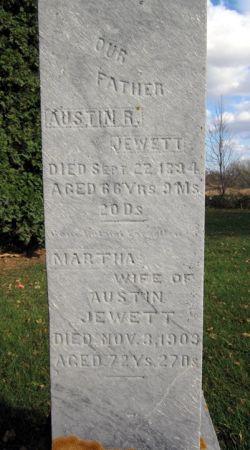 OUR
FATHER
AUSTIN R.
JEWETT
DIED Sept. 22, 1894
AGED 66 Yrs. 9 Ms.
20 Ds.
MARTHA
WIFE OF
AUSTIN
JEWETT
DIED NOV. 3, 1903
AGED 72 Ys. 27 Ds.